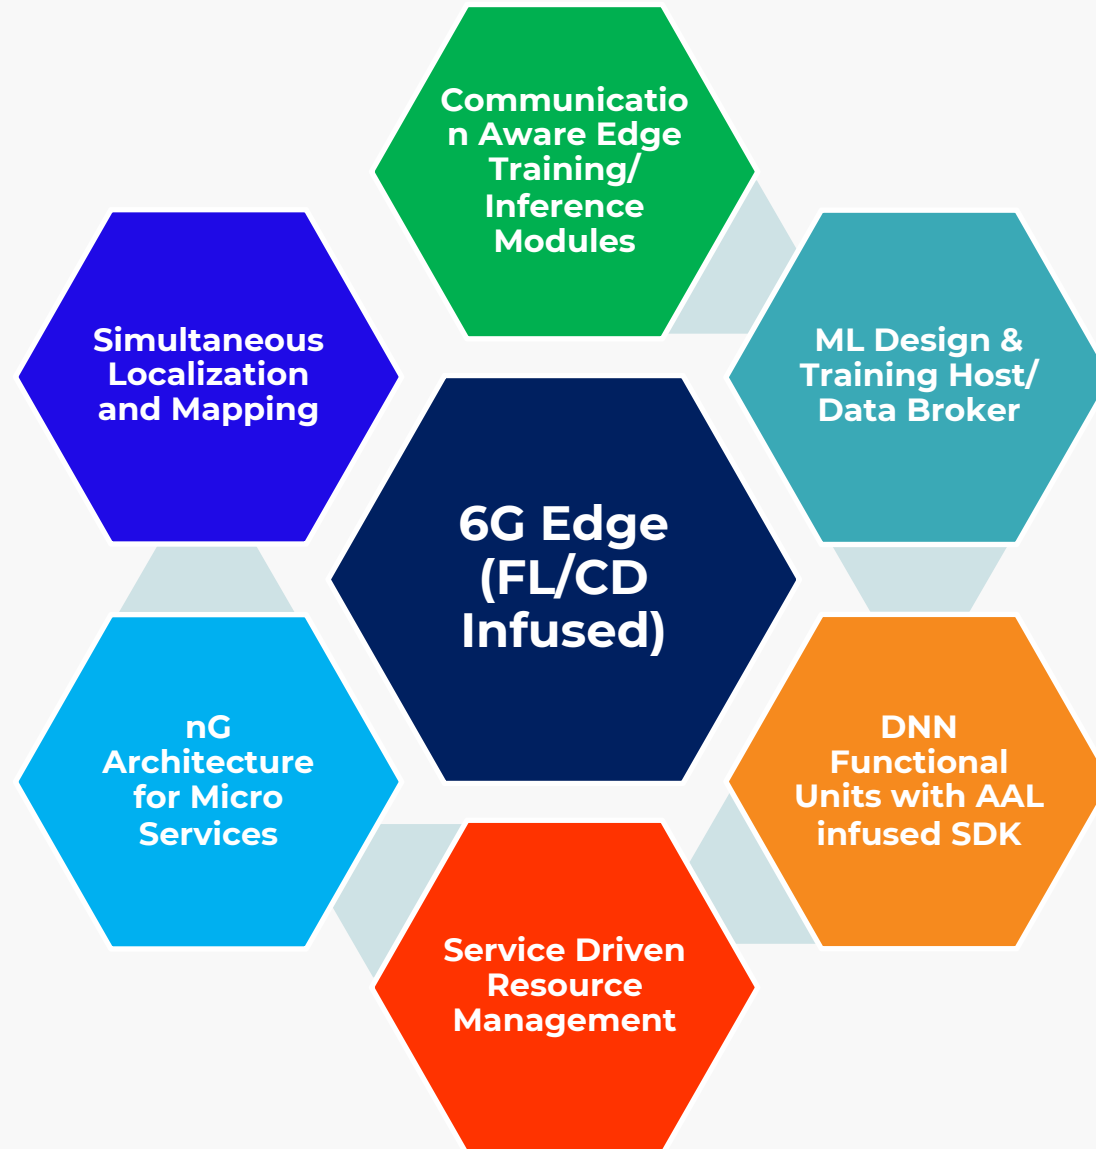 Communicatio
n Aware Edge
Training/
Inference
Modules
Simultaneous
Localization
and Mapping
ML Design &
Training Host/
Data Broker
6G Edge
(FL/CD
Infused)
nG
Architecture
for Micro
Services
DNN
Functional
Units with AAL
infused SDK
Service Driven
Resource
Management